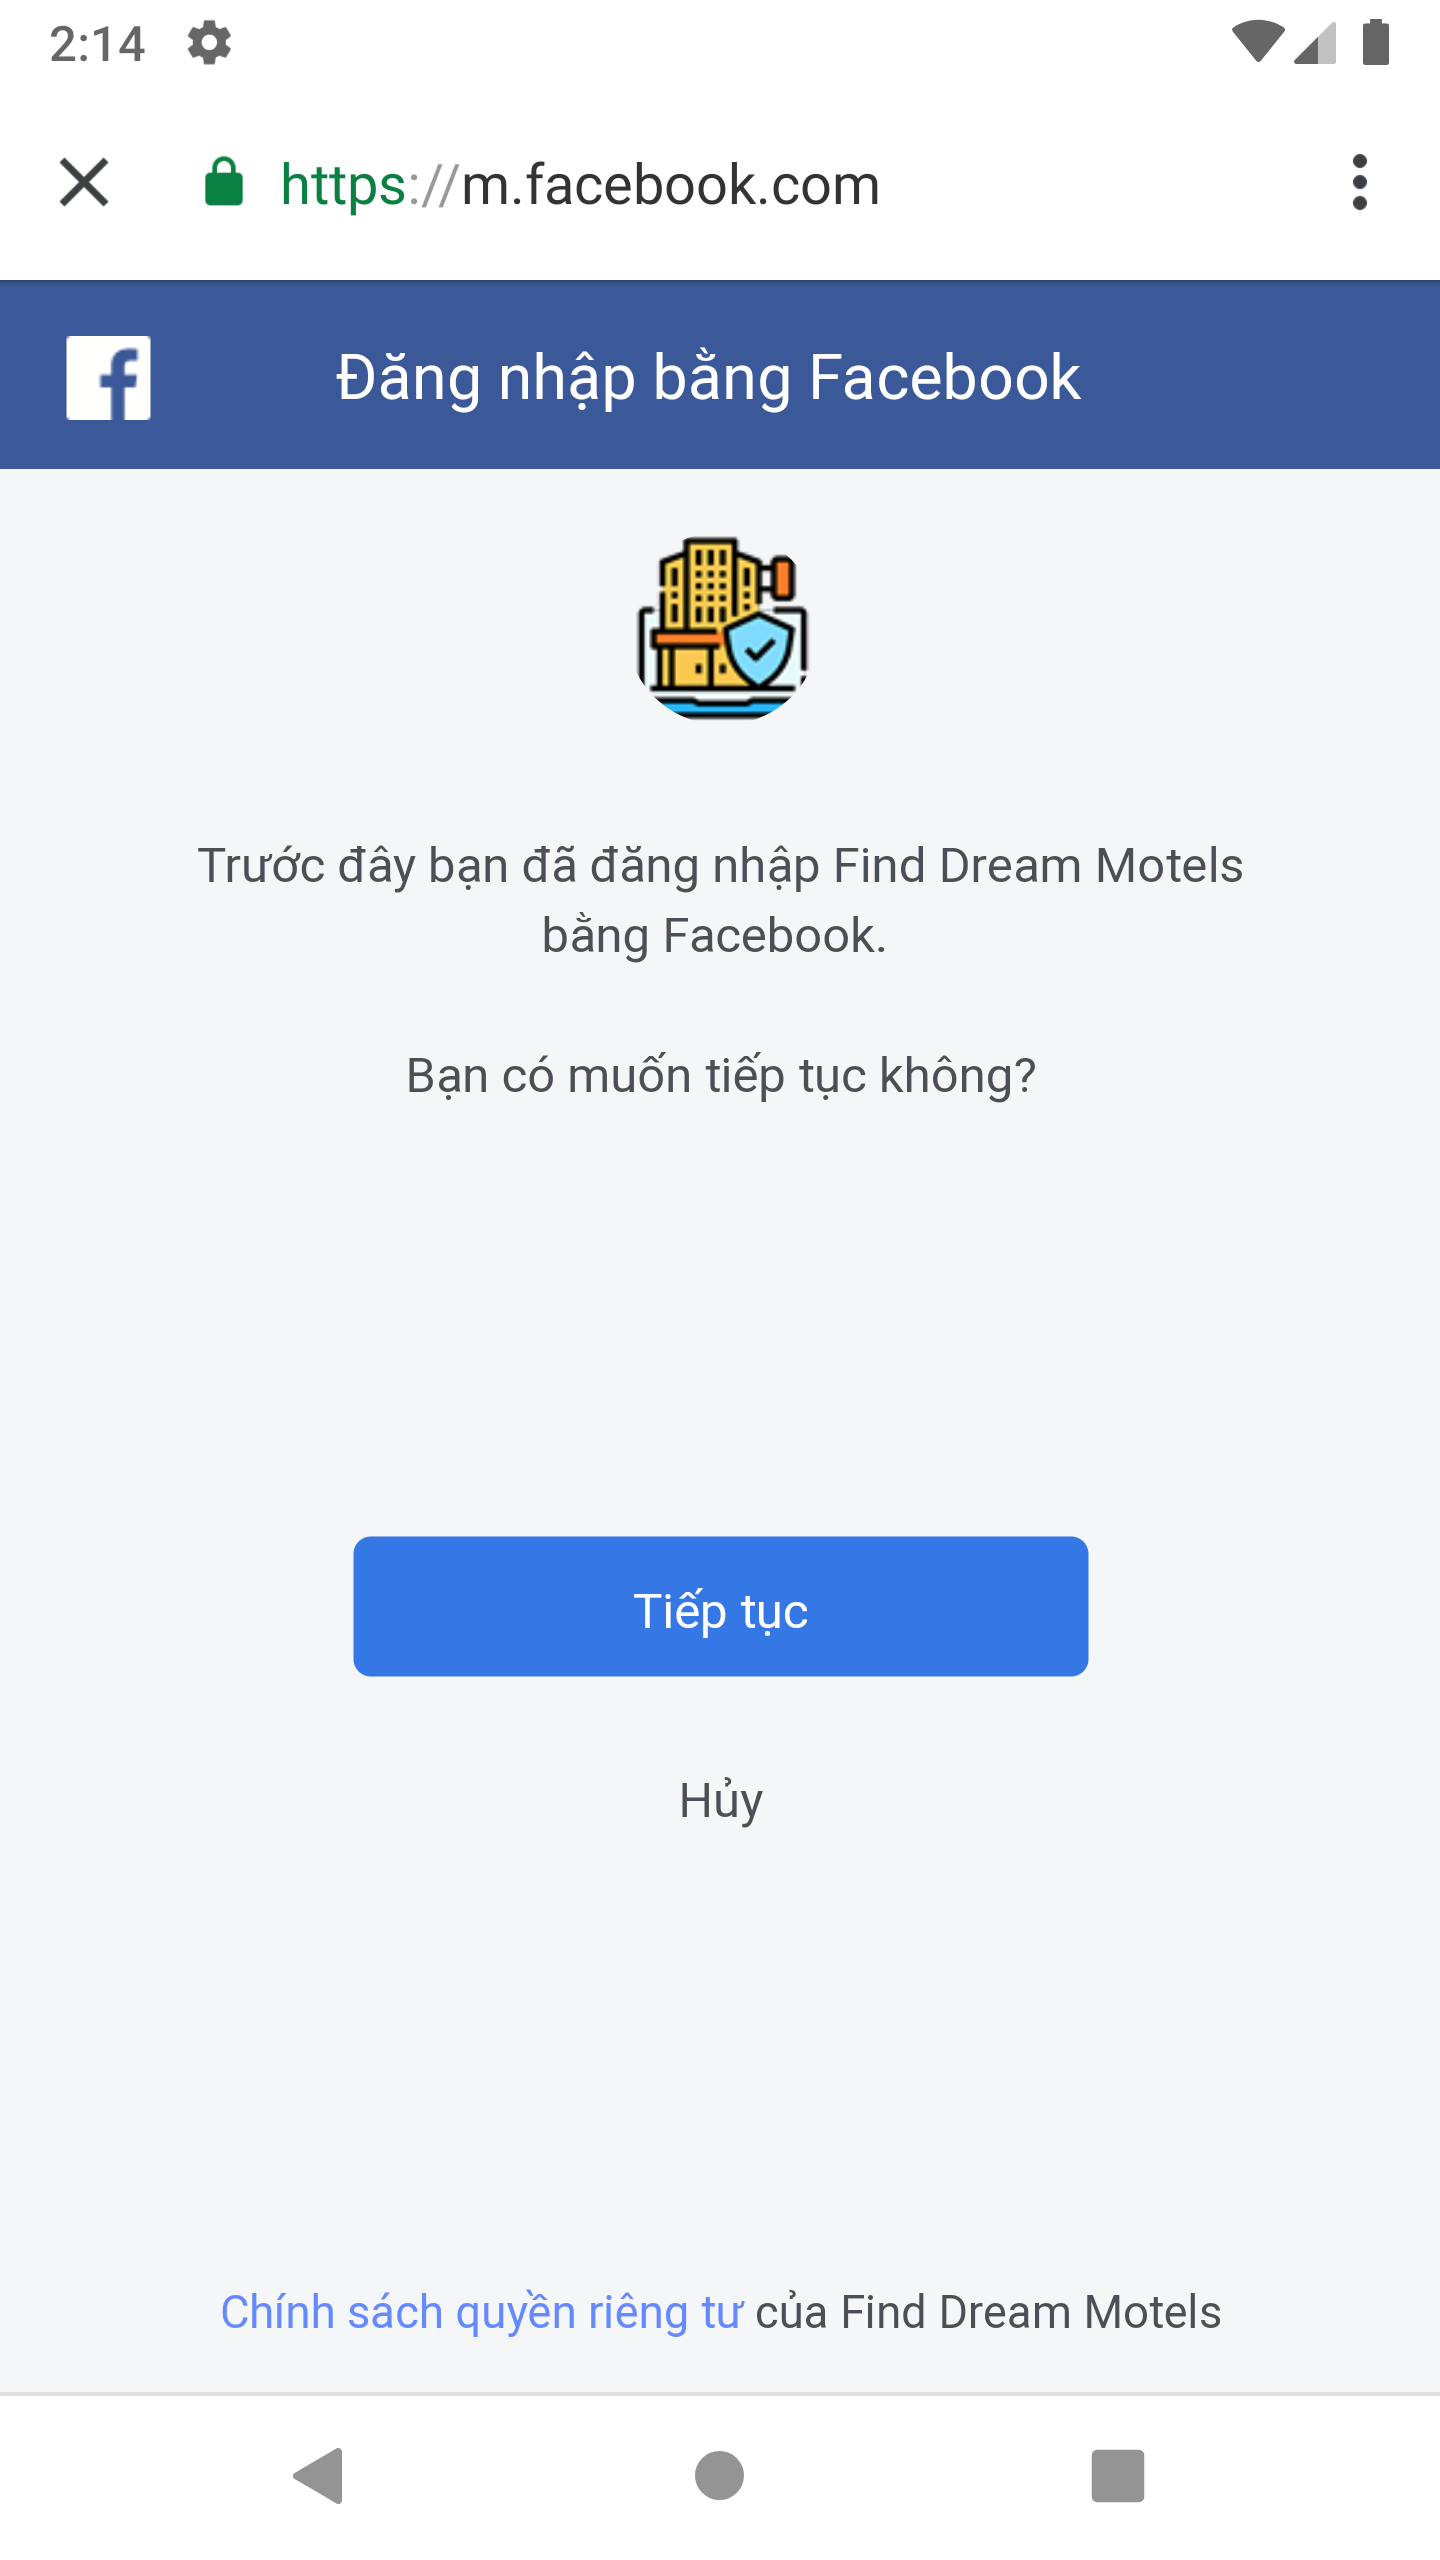 2:14
https://m.facebook.com
Đăng nhập bằng Facebook
Trước đây bạn đã đăng nhập Find Dream Motels
bằng Facebook.
Bạn có muốn tiếp tục không?
Tiếp tục
Hủy
Chính sách quyền riêng tư của Find Dream Motels